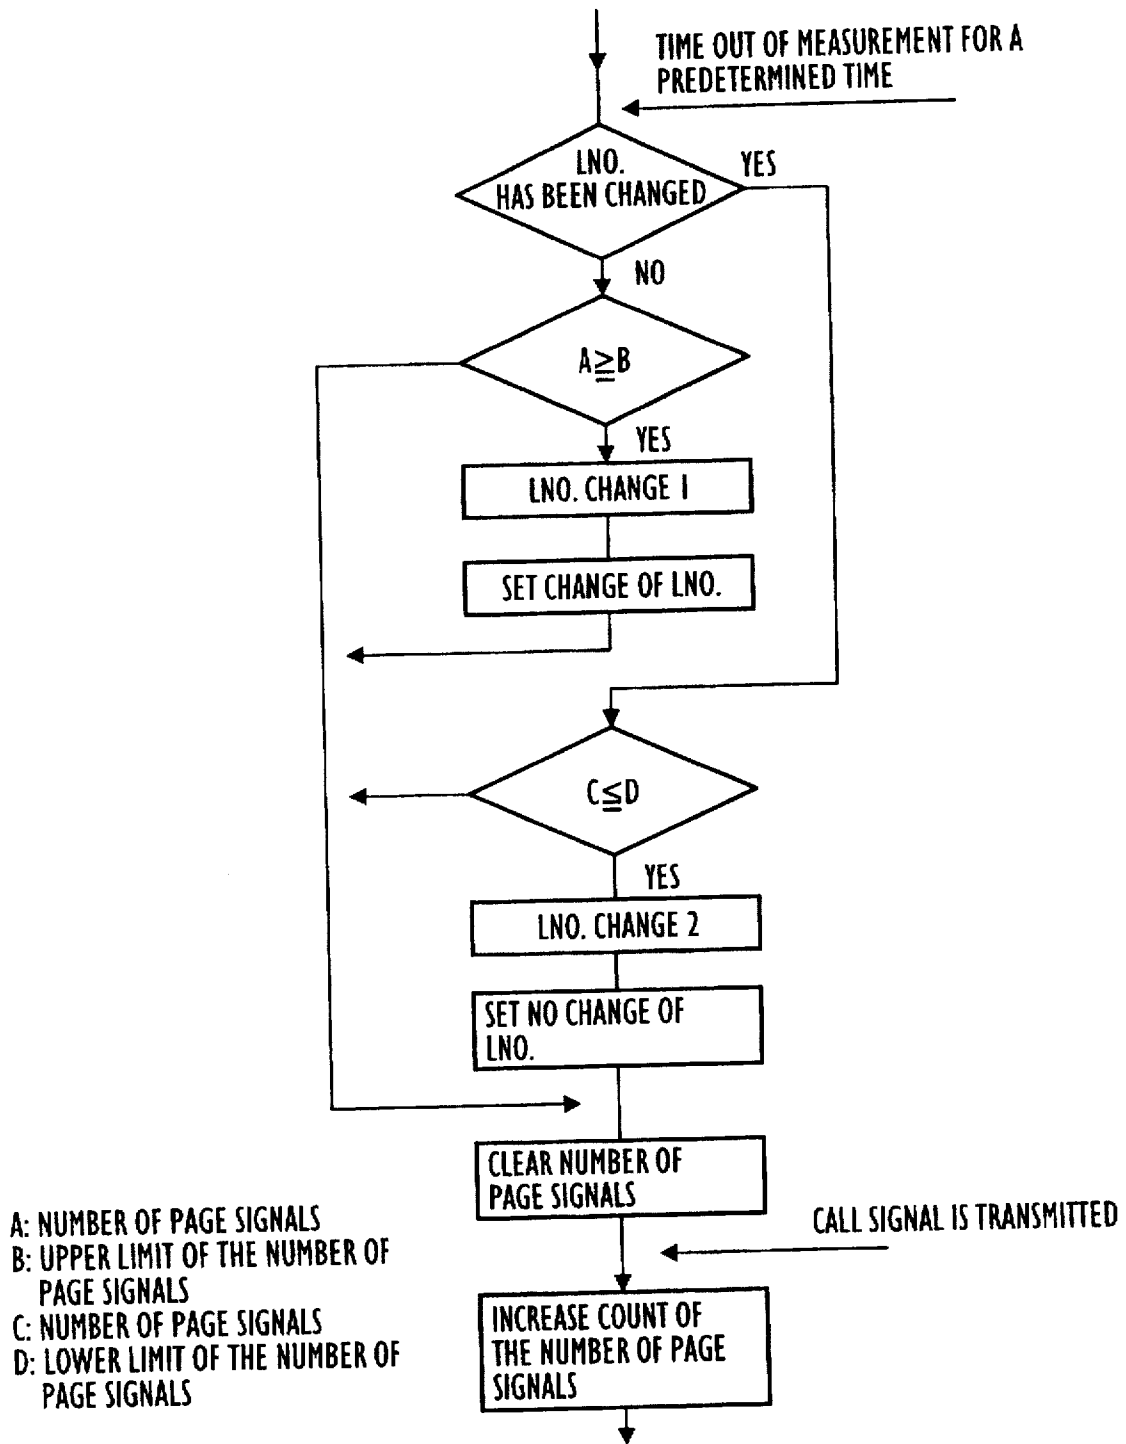 TIME OUT OF MEASUREMENT FOR A
PREDETERMINED TIME
LNO.
HAS BEEN CHANGED
YES
NO
A≧B
YES
LNO. CHANGE 1
SET CHANGE OF LNO.
C≦D
YES
LNO. CHANGE 2
SET NO CHANGE OF
LNO.
CLEAR NUMBER OF
PAGE SIGNALS
CALL SIGNAL IS TRANSMITTED
INCREASE COUNT OF
THE NUMBER OF PAGE
SIGNALS
A: NUMBER OF PAGE SIGNALS
B: UPPER LIMIT OF THE NUMBER OF
PAGE SIGNALS
C: NUMBER OF PAGE SIGNALS
D: LOWER LIMIT OF THE NUMBER OF
PAGE SIGNALS